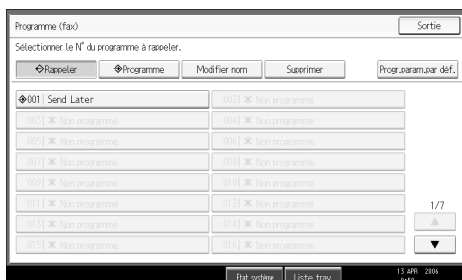 Programme (fax) Sortie
Sélectionner le N° du programme à rappeler.
Rappeler Programme Modifier nom Supprimer Progr.param.par déf.
001 Send Later 002 Non programmé
003 Non programmé 004 Non programmé
005 Non programmé 006 Non programmé
007 Non programmé 008 Non programmé
009 Non programmé 010 Non programmé
011 Non programmé 012 Non programmé 1/7
013 Non programmé 014 Non programmé
015 Non programmé 016 Non programmé
Etat système Liste trav. 13 APR 2006